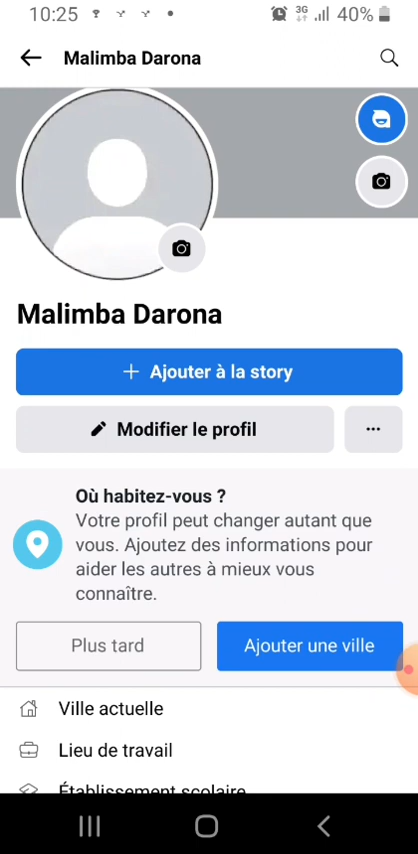 10:25 3G 40%
Malimba Darona
Malimba Darona
+ Ajouter à la story
Modifier le profil ...
Où habitez-vous ?
Votre profil peut changer autant que
vous. Ajoutez des informations pour
aider les autres à mieux vous
connaître.
Plus tard Ajouter une ville
Ville actuelle
Lieu de travail
Établissement scolaire